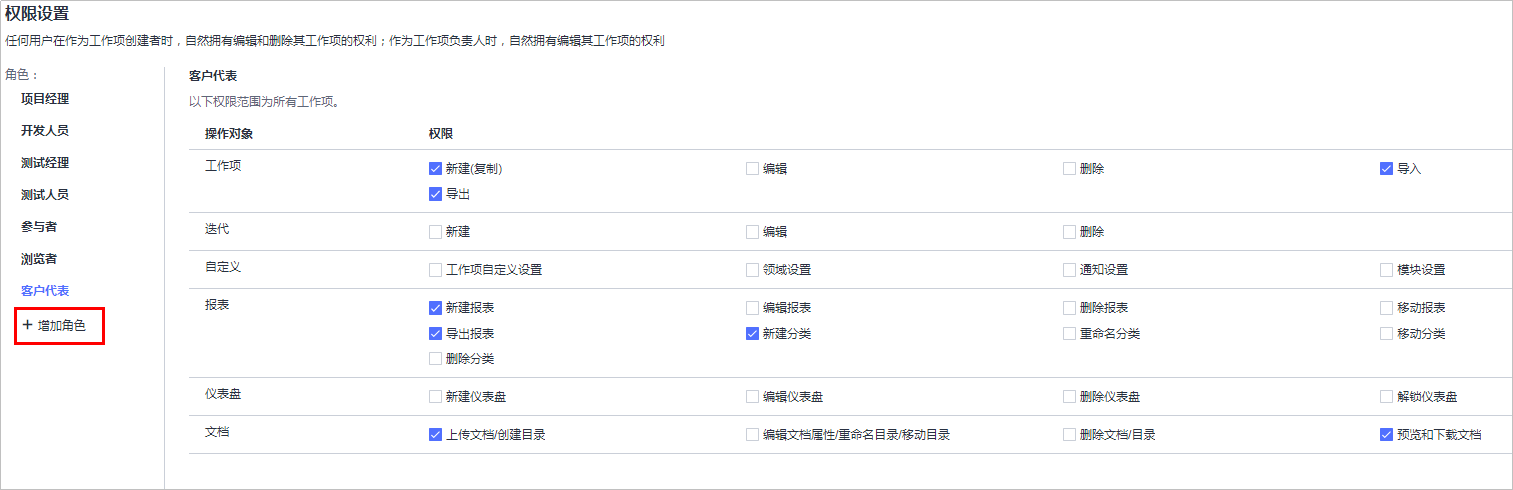 权限设置
任何用户在作为工作项创建者时，自然拥有编辑和删除其工作项的权利；作为工作项负责人时，自然拥有编辑其工作项的权利
角色：
项目经理
开发人员
测试经理
测试人员
参与者
浏览者
客户代表
+ 增加角色
客户代表
以下权限范围为所有工作项。
操作对象 权限
工作项 新建(复制) 编辑 删除 导入
导出
迭代 新建 编辑 删除
自定义 工作项自定义设置 领域设置 通知设置 模块设置
报表 新建报表 编辑报表 删除报表 移动报表
导出报表 新建分类 重命名分类 移动分类
删除分类
仪表盘 新建仪表盘 编辑仪表盘 删除仪表盘 解锁仪表盘
文档 上传文档/创建目录 编辑文档属性/重命名目录/移动目录 删除文档/目录 预览和下载文档